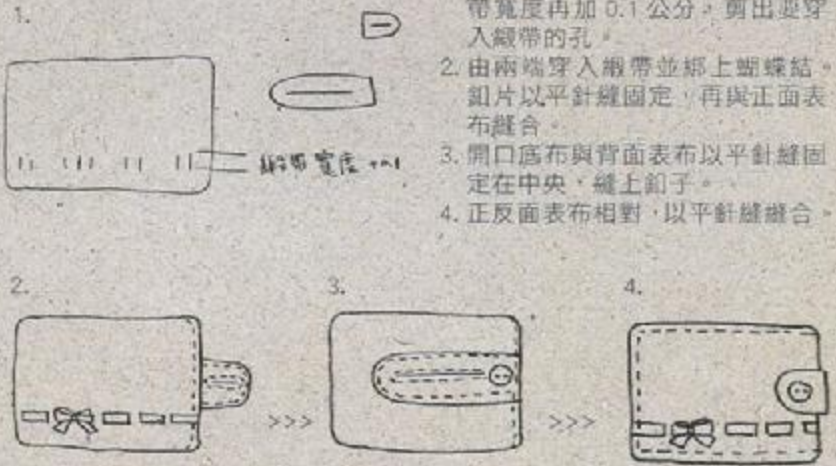 1.
緞帶寬度+0.1
帶寬度再加 0.1 公分，剪出要穿
入緞帶的孔。
2. 由兩端穿入緞帶並綁上蝴蝶結。
釦片以平針縫固定，再與正面表
布縫合。
3. 開口底布與背面表布以平針縫固
定在中央，縫上釦子。
4. 正反面表布相對，以平針縫縫合。
2.
3.
4.
>>>
>>>